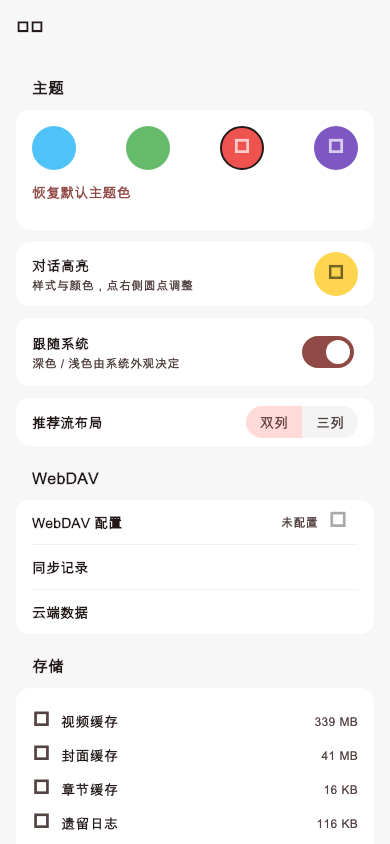 主题
恢复默认主题色
对话高亮
样式与颜色，点右侧圆点调整
跟随系统
深色 / 浅色由系统外观决定
推荐流布局
双列
三列
WebDAV
WebDAV 配置
未配置
同步记录
云端数据
存储
视频缓存
339 MB
封面缓存
41 MB
章节缓存
16 KB
遗留日志
116 KB